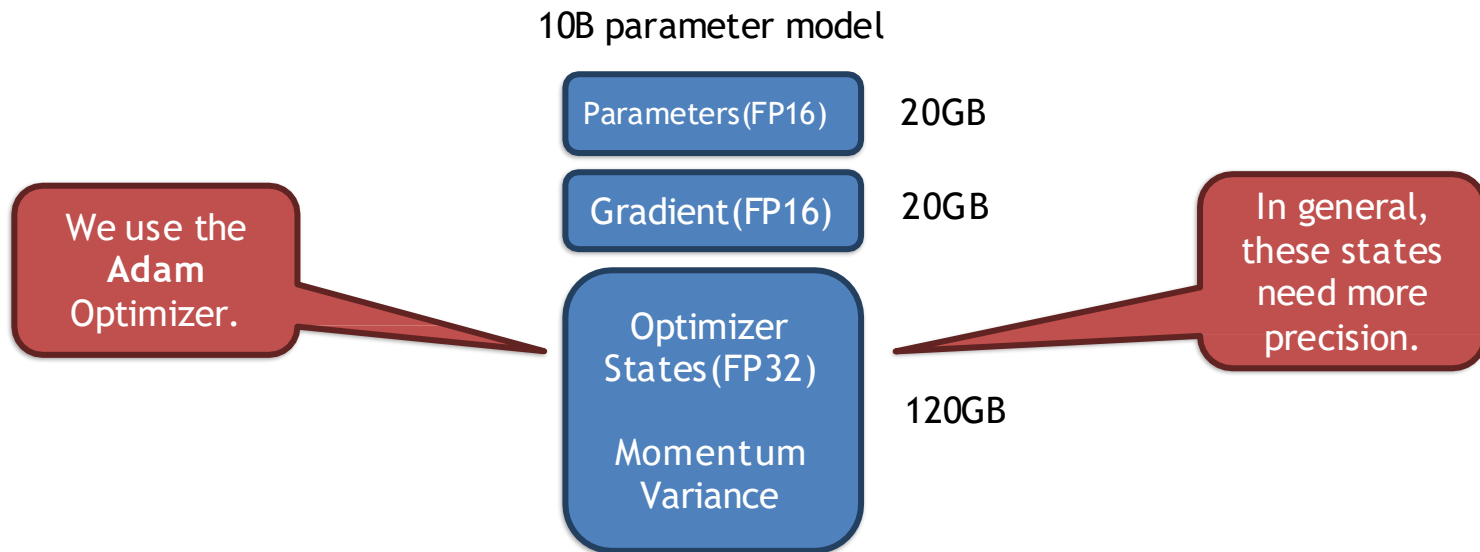 10B parameter model
Parameters(FP16)
20GB
Gradient(FP16)
20GB
We use the
Adam
Optimizer.
In general,
these states
need more
precision.
Optimizer
States(FP32)
Momentum
Variance
120GB